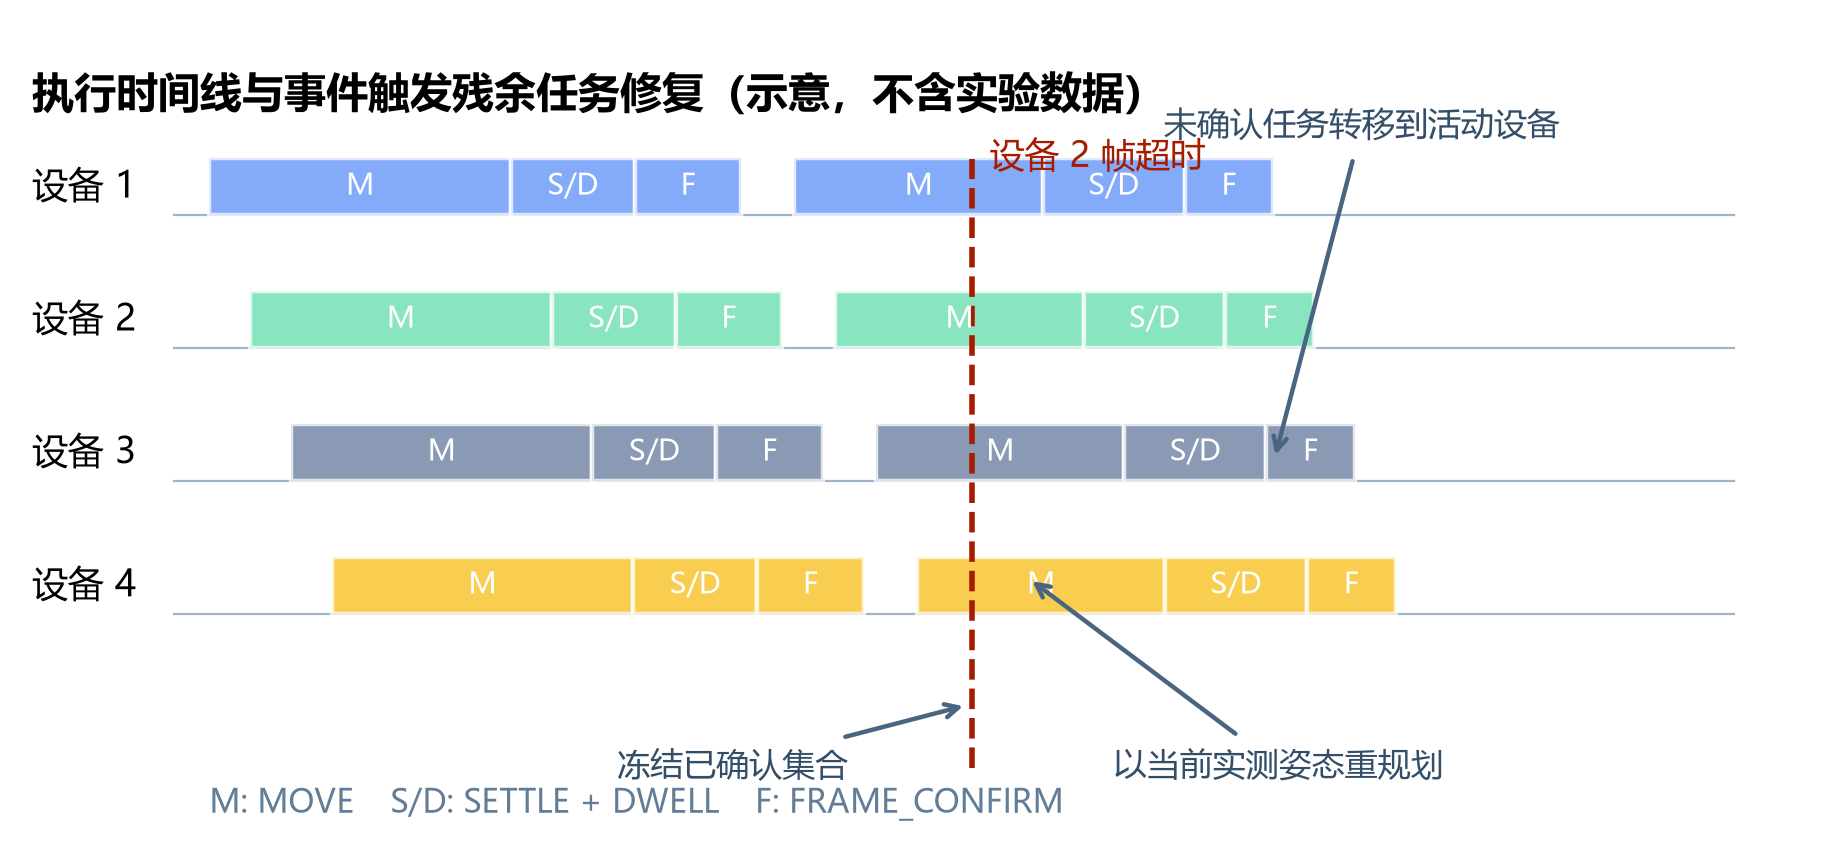 执行时间线与事件触发残余任务修复（示意，不含实验数据）
未确认任务转移到活动设备
设备 2 帧超时
设备 1 M S/D F M S/D F
设备 2 M S/D F M S/D F
设备 3 M S/D F M S/D F
设备 4 M S/D F M S/D F
冻结已确认集合 以当前实测姿态重规划
M: MOVE S/D: SETTLE + DWELL F: FRAME_CONFIRM